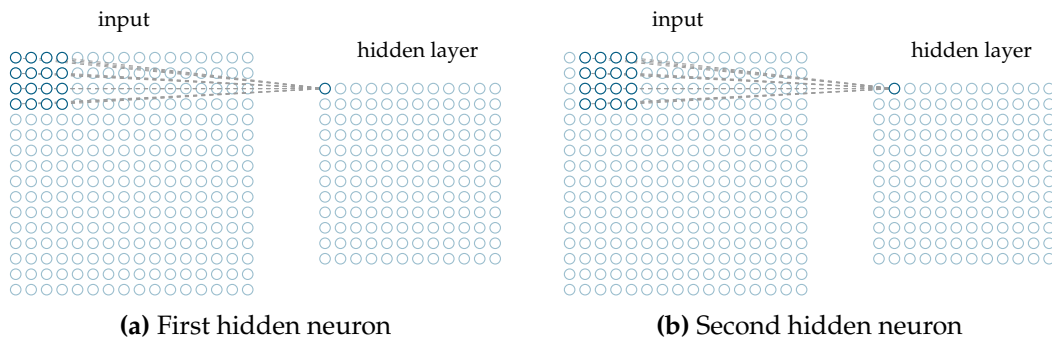 input
hidden layer
(a) First hidden neuron
input
hidden layer
(b) Second hidden neuron